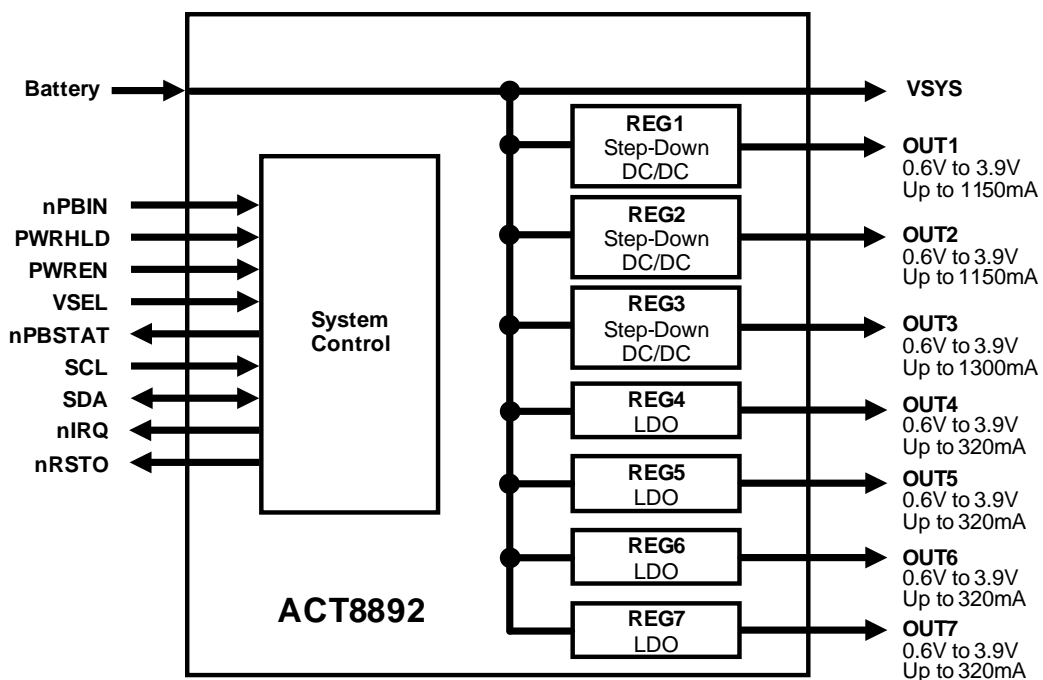 Battery
nPBIN
PWRHLD
PWREN
VSEL
nPBSTAT
SCL
SDA
nIRQ
nRSTO
System
Control
ACT8892
REG1
Step-Down
DC/DC
REG2
Step-Down
DC/DC
REG3
Step-Down
DC/DC
REG4
LDO
REG5
LDO
REG6
LDO
REG7
LDO
VSYS
OUT1
0.6V to 3.9V
Up to 1150mA
OUT2
0.6V to 3.9V
Up to 1150mA
OUT3
0.6V to 3.9V
Up to 1300mA
OUT4
0.6V to 3.9V
Up to 320mA
OUT5
0.6V to 3.9V
Up to 320mA
OUT6
0.6V to 3.9V
Up to 320mA
OUT7
0.6V to 3.9V
Up to 320mA